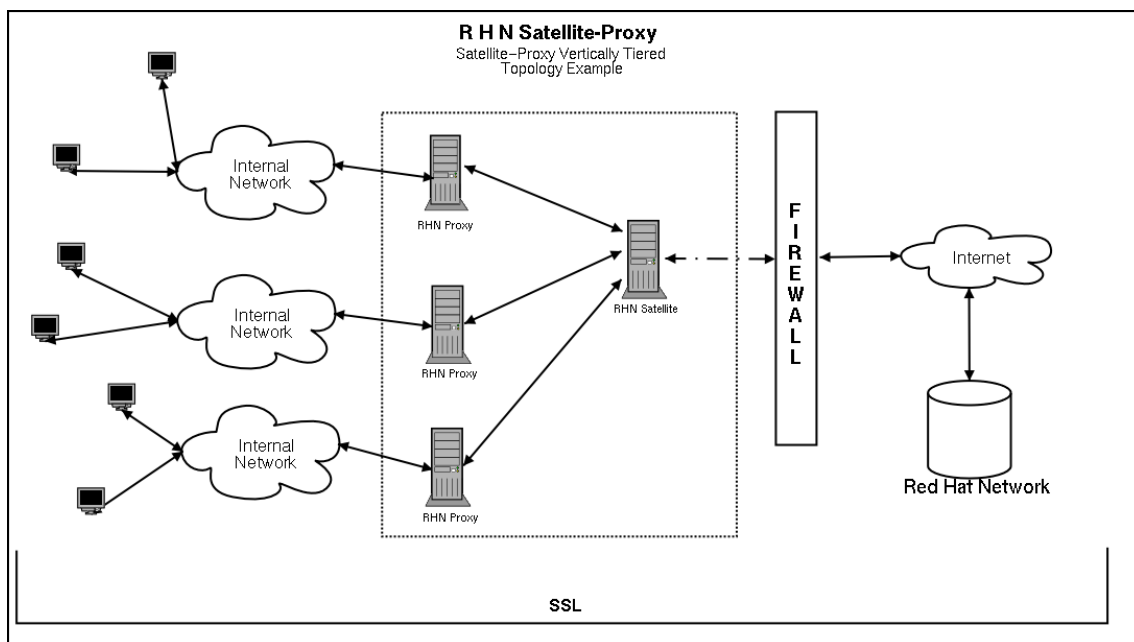 R H N Satellite-Proxy
Satellite-Proxy Vertically Tiered
Topology Example
Internal
Network
RHN Proxy
Internal
Network
RHN Proxy
Internal
Network
RHN Proxy
RHN Satellite
FIREWALL
Internet
Red Hat Network
SSL